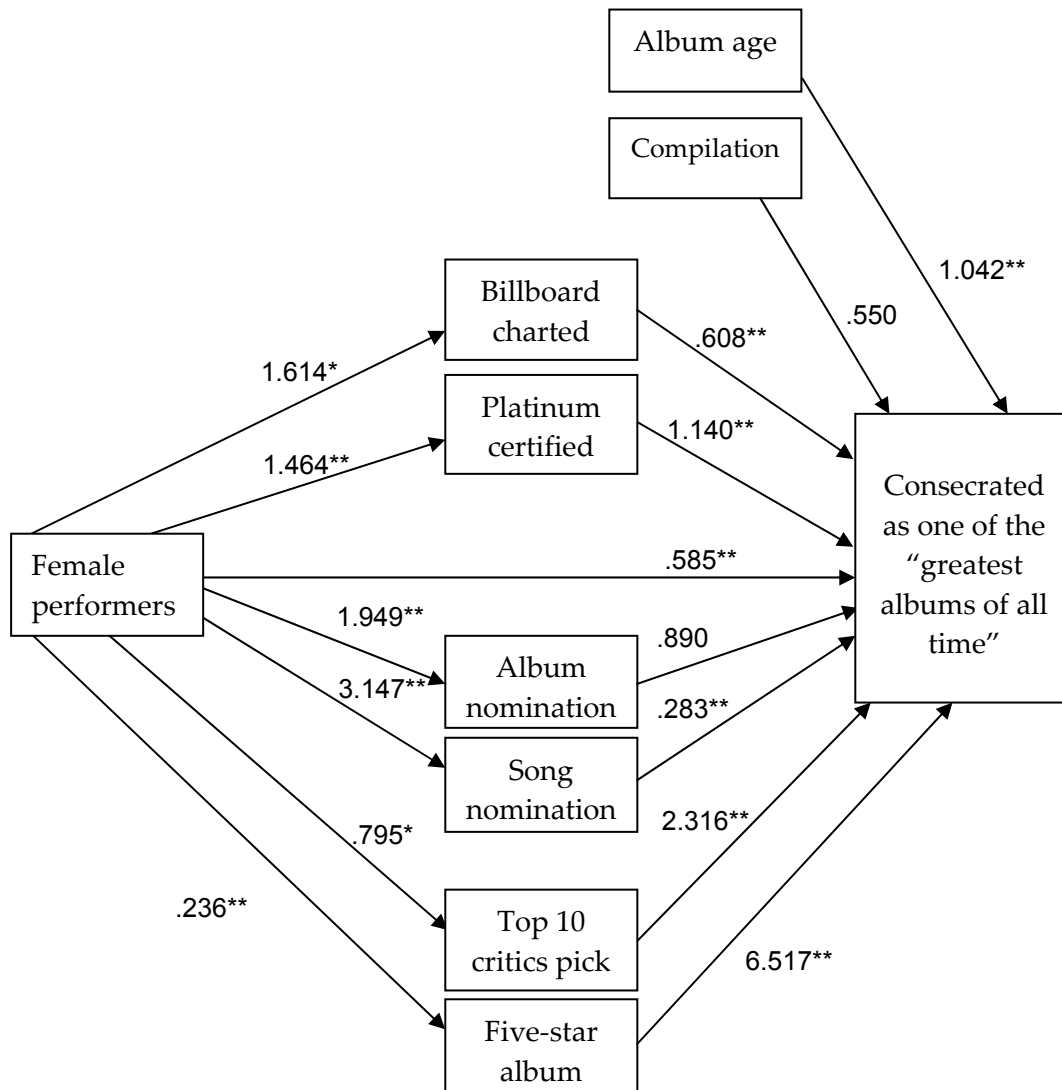 Album age
Compilation
1.042**
.550
Billboard
charted
.608**
1.614*
Platinum
certified
1.140**
1.464**
Consecrated
as one of the
“greatest
albums of all
time”
Female
performers
.585**
1.949**
.890
Album
nomination
3.147**
.283**
Song
nomination
.795*
2.316**
.236**
Top 10
critics pick
6.517**
Five-star
album